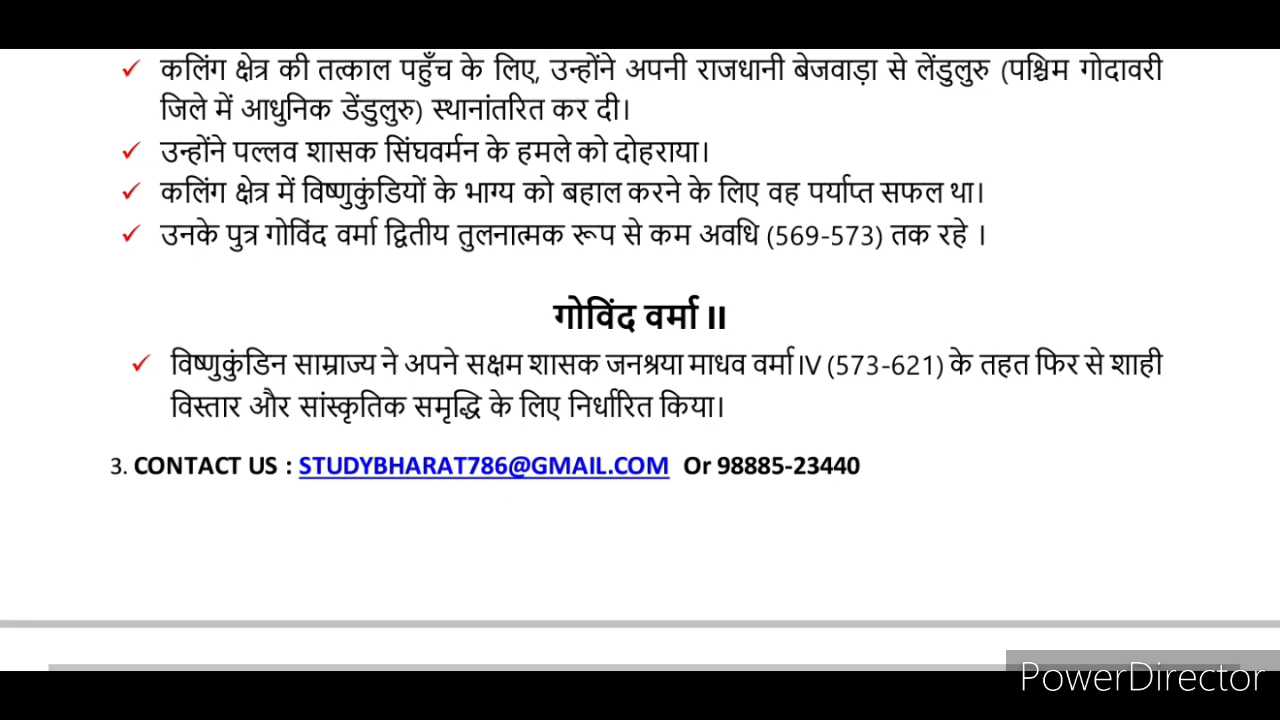 ✓ कलिंग क्षेत्र की तत्काल पहुँच के लिए, उन्होंने अपनी राजधानी बेजवाड़ा से लेंडुलुरु (पश्चिम गोदावरी
जिले में आधुनिक डेंडुलुरु) स्थानांतरित कर दी।
✓ उन्होंने पल्लव शासक सिंघवर्मन के हमले को दोहराया।
✓ कलिंग क्षेत्र में विष्णुकुंडियों के भाग्य को बहाल करने के लिए वह पर्याप्त सफल था।
✓ उनके पुत्र गोविंद वर्मा द्वितीय तुलनात्मक रूप से कम अवधि (569-573) तक रहे ।
गोविंद वर्मा II
✓ विष्णुकुंडिन साम्राज्य ने अपने सक्षम शासक जनश्रया माधव वर्मा IV (573-621) के तहत फिर से शाही
विस्तार और सांस्कृतिक समृद्धि के लिए निर्धारित किया।
3. CONTACT US : STUDYBHARAT786@GMAIL.COM Or 98885-23440
PowerDirector